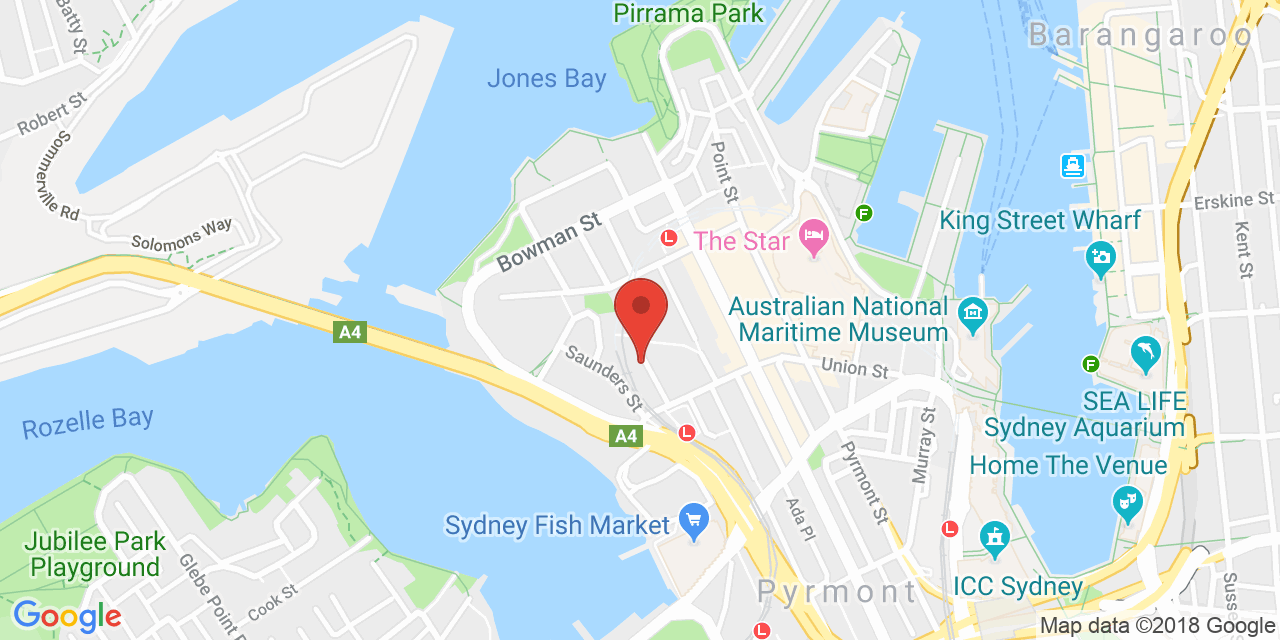 Pirrama Park
Batty St
Barangaroo
Jones Bay
Robert St
Sommerville Rd
Point St
Erskine St
Solomons Way
Bowman St
F
King Street Wharf
L
The Star
Kent St
Australian National
Maritime Museum
A4
Saunders St
Union St
F
SEA LIFE
Sydney Aquarium
Rozelle Bay
A4
L
Murray St
Home The Venue
Pyrmont St
Sydney Fish Market
Ada Pl
L
Jubilee Park
Playground
Glebe Point
Cook St
Pyrmont
ICC Sydney
Google
L
Map data ©2018 Google